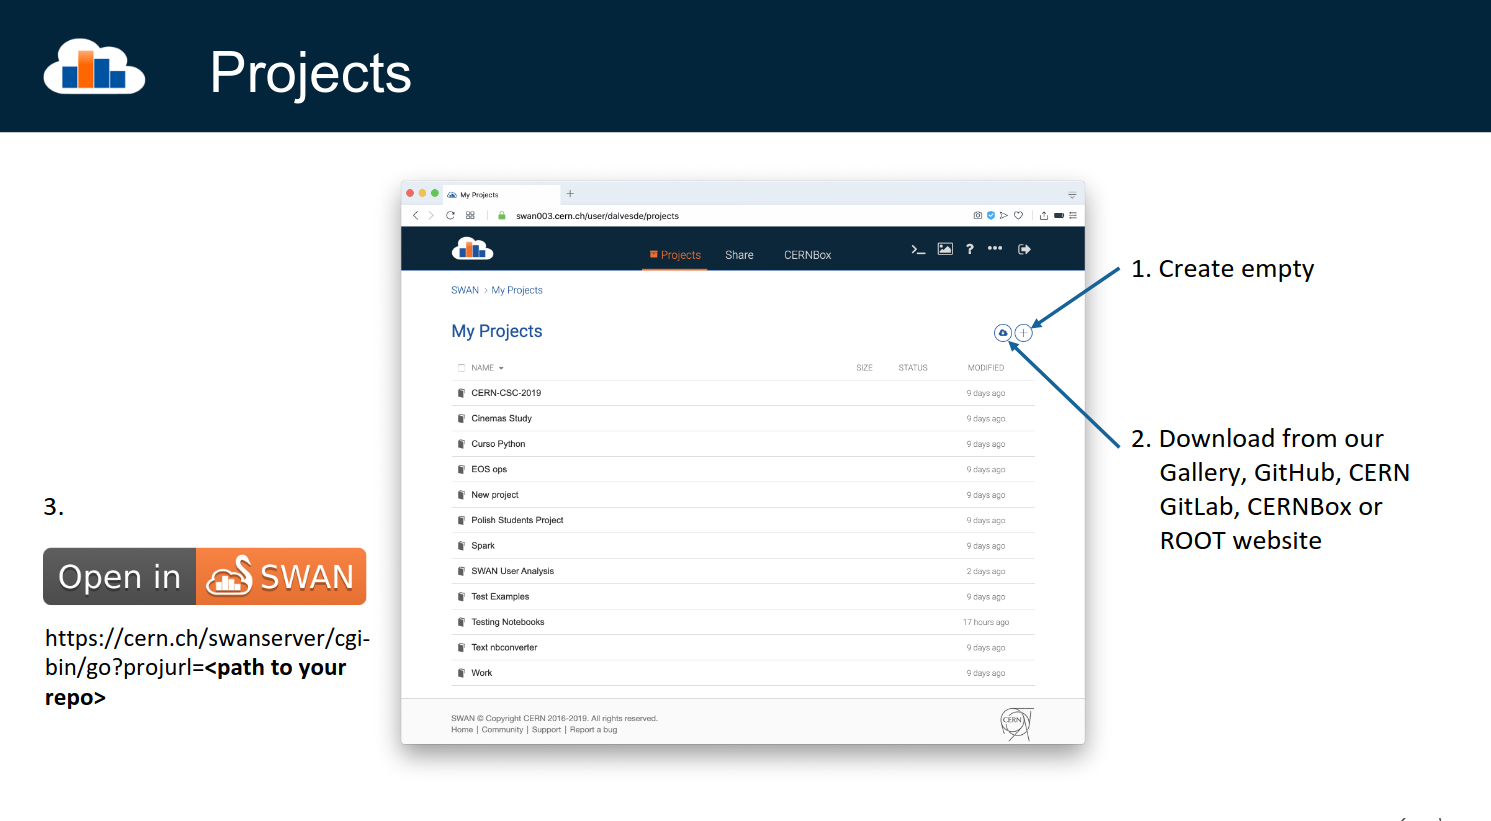 Projects
My Projects
swan003.cern.ch/user/dalvesde/projects
Projects Share CERNBox ?
SWAN > My Projects
My Projects
NAME SIZE STATUS MODIFIED
CERN-CSC-2019 9 days ago
Cinemas Study 9 days ago
Curso Python 9 days ago
EOS ops 9 days ago
New project 9 days ago
Polish Students Project 9 days ago
Spark 9 days ago
SWAN User Analysis 2 days ago
Test Examples 9 days ago
Testing Notebooks 17 hours ago
Text nbconverter 9 days ago
Work 9 days ago
SWAN © Copyright CERN 2016-2019. All rights reserved.
Home | Community | Support | Report a bug
CERN
1. Create empty
2. Download from our
Gallery, GitHub, CERN
GitLab, CERNBox or
ROOT website
3.
Open in SWAN
https://cern.ch/swanserver/cgi-
bin/go?projurl=<path to your
repo>